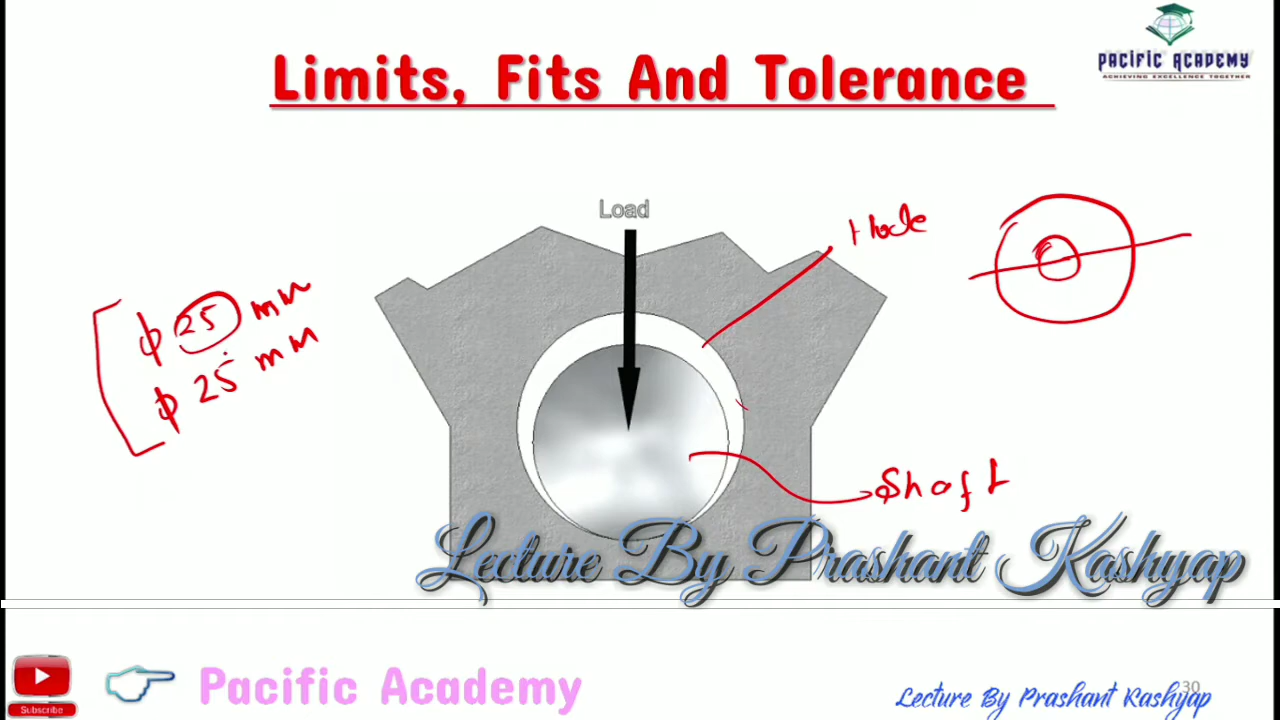 PACIFIC ACADEMY
ACHIEVING EXCELLENCE TOGETHER
Limits, Fits And Tolerance
Load
Hole
ϕ 25 mm
ϕ 25 mm
Shaft
Lecture By Prashant Kashyap
Subscribe
Pacific Academy
30
Lecture By Prashant Kashyap